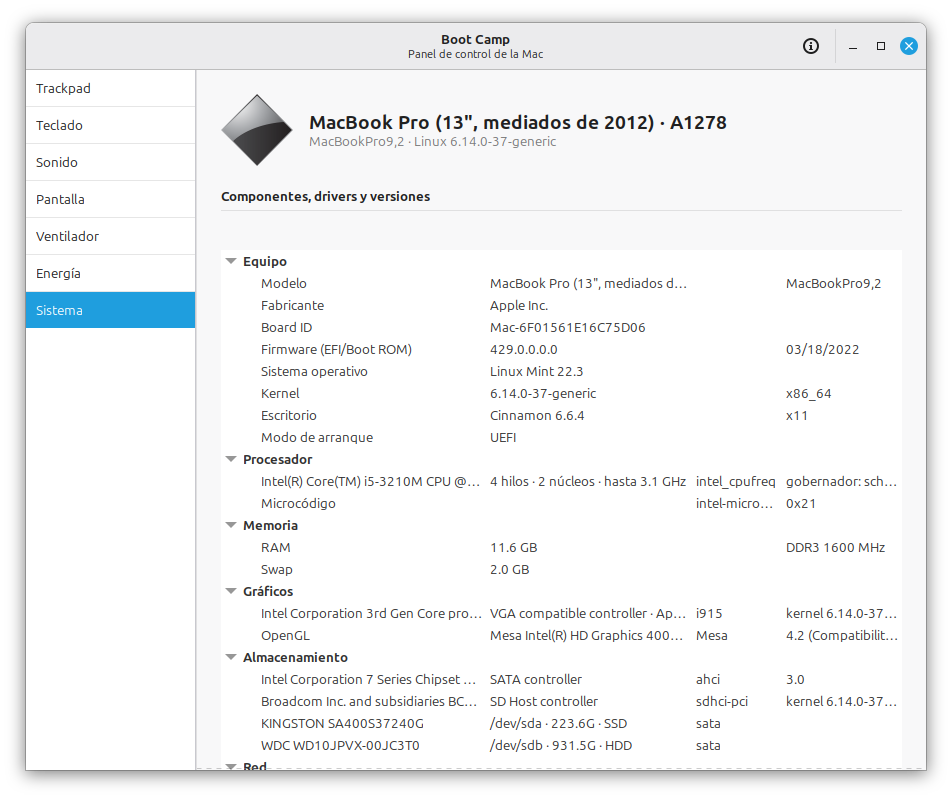 Boot Camp
Panel de control de la Mac
Trackpad
Teclado
Sonido
Pantalla
Ventilador
Energía
Sistema
MacBook Pro (13", mediados de 2012) · A1278
MacBookPro9,2 · Linux 6.14.0-37-generic
Componentes, drivers y versiones
Equipo
Modelo MacBook Pro (13", mediados d… MacBookPro9,2
Fabricante Apple Inc.
Board ID Mac-6F01561E16C75D06
Firmware (EFI/Boot ROM) 429.0.0.0.0 03/18/2022
Sistema operativo Linux Mint 22.3
Kernel 6.14.0-37-generic x86_64
Escritorio Cinnamon 6.6.4 x11
Modo de arranque UEFI
Procesador
Intel(R) Core(TM) i5-3210M CPU @… 4 hilos · 2 núcleos · hasta 3.1 GHz intel_cpufreq gobernador: sch…
Microcódigo intel-micro… 0x21
Memoria
RAM 11.6 GB DDR3 1600 MHz
Swap 2.0 GB
Gráficos
Intel Corporation 3rd Gen Core pro… VGA compatible controller · Ap… i915 kernel 6.14.0-37…
OpenGL Mesa Intel(R) HD Graphics 400… Mesa 4.2 (Compatibilit…
Almacenamiento
Intel Corporation 7 Series Chipset … SATA controller ahci 3.0
Broadcom Inc. and subsidiaries BC… SD Host controller sdhci-pci kernel 6.14.0-37…
KINGSTON SA400S37240G /dev/sda · 223.6G · SSD sata
WDC WD10JPVX-00JC3T0 /dev/sdb · 931.5G · HDD sata
Red